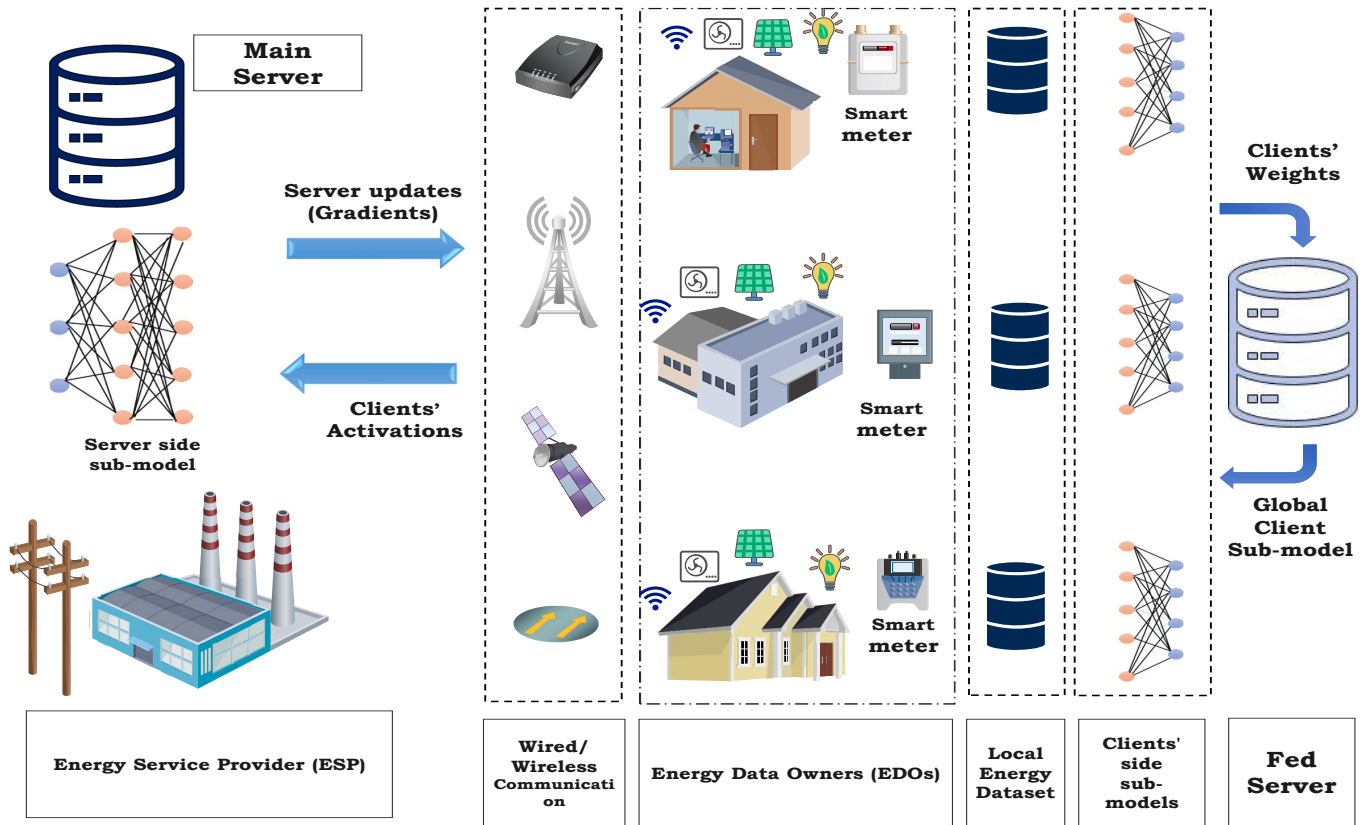 Main
Server
Server updates
(Gradients)
Clients'
Activations
Server side
sub-model
Smart
meter
Smart
meter
Smart
meter
Clients'
Weights
Global
Client
Sub-model
Energy Service Provider (ESP)
Wired/
Wireless
Communicati
on
Energy Data Owners (EDOs)
Local
Energy
Dataset
Clients'
side
sub-
models
Fed
Server